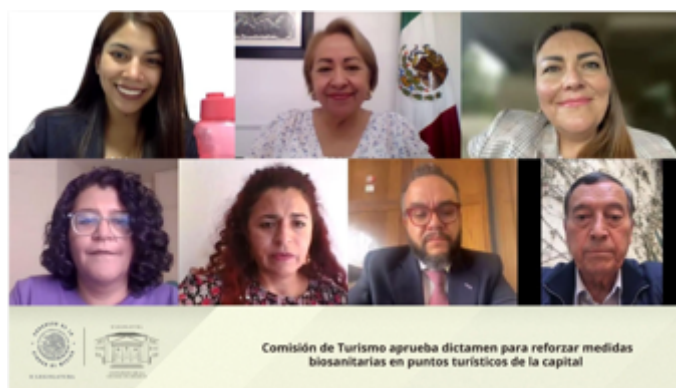 Comisión de Turismo aprueba dictamen para reforzar medidas
biosanitarias en puntos turísticos de la capital